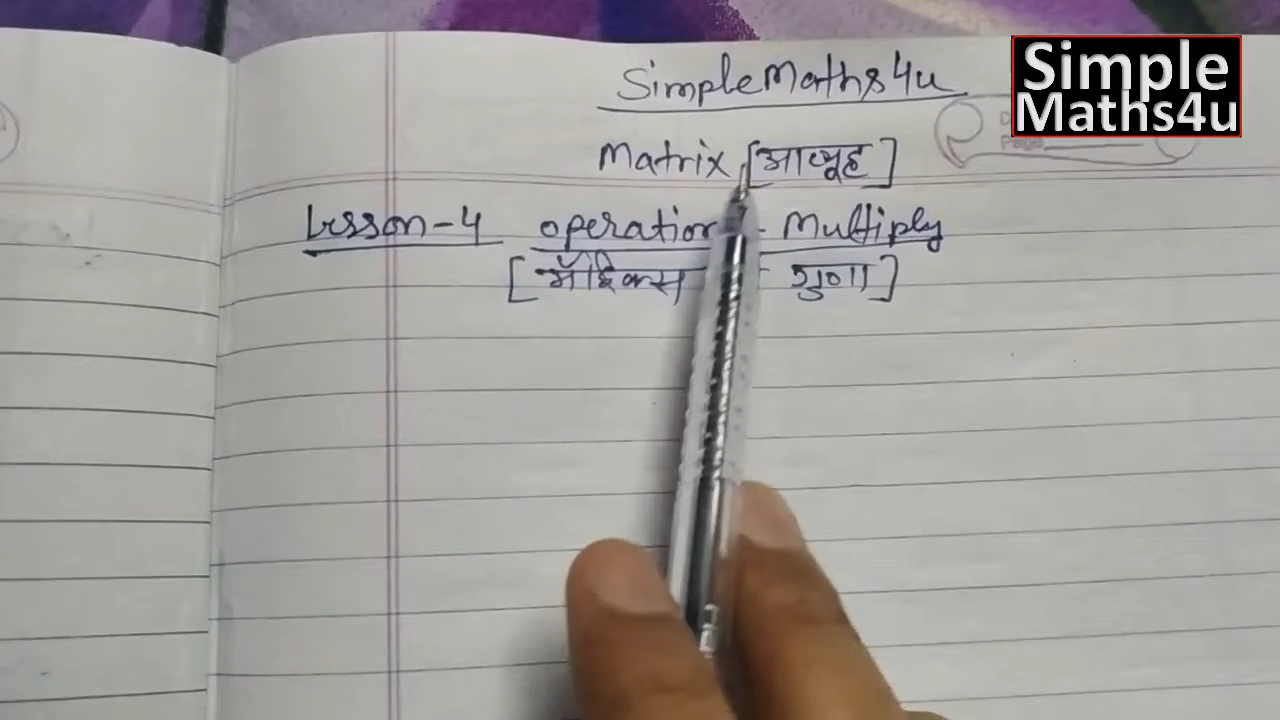 SimpleMaths4u
Simple
Maths4u
Matrix [आव्यूह]
Lesson-4 operation - Multiply
[मॅट्रिक्स गुणा]